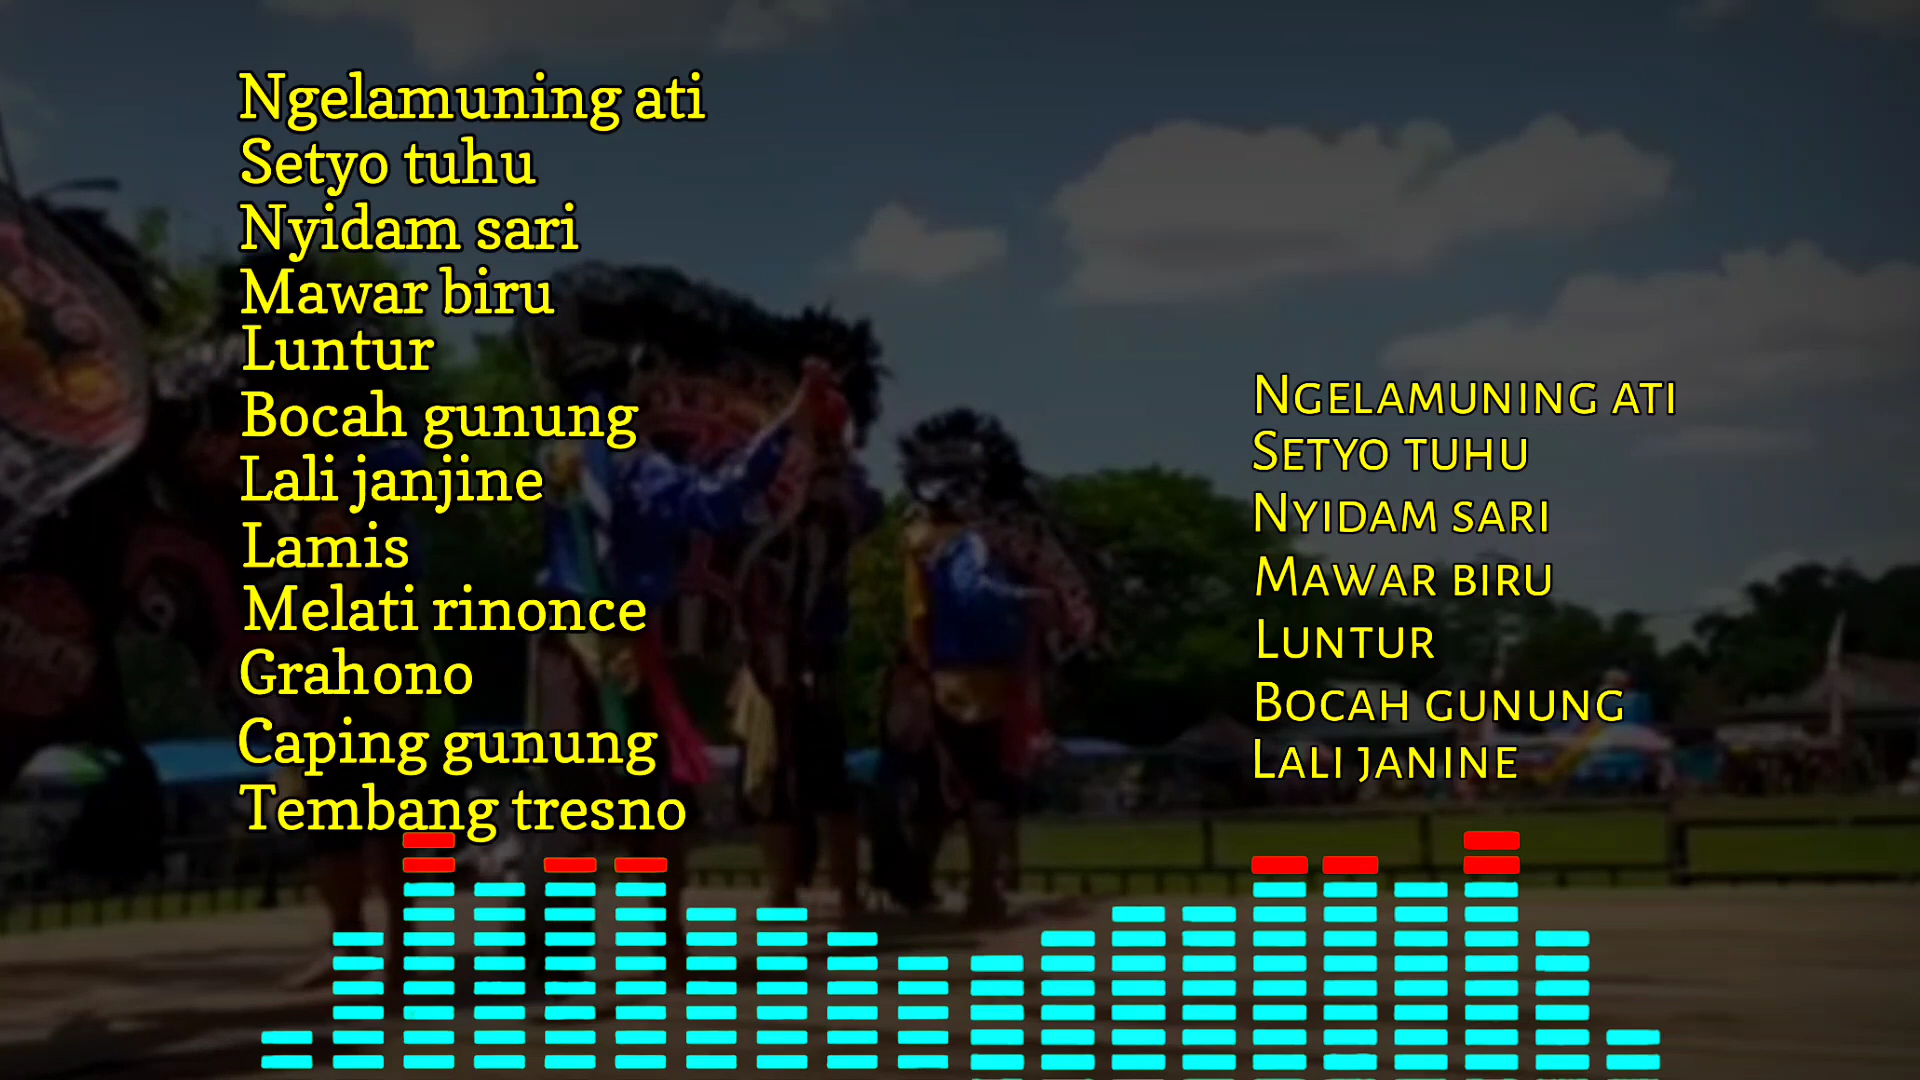 Ngelamuning ati
Setyo tuhu
Nyidam sari
Mawar biru
Luntur
Bocah gunung
Lali janjine
Lamis
Melati rinonce
Grahono
Caping gunung
Tembang tresno
Ngelamuning ati
Setyo tuhu
Nyidam sari
Mawar biru
Luntur
Bocah gunung
Lali janine